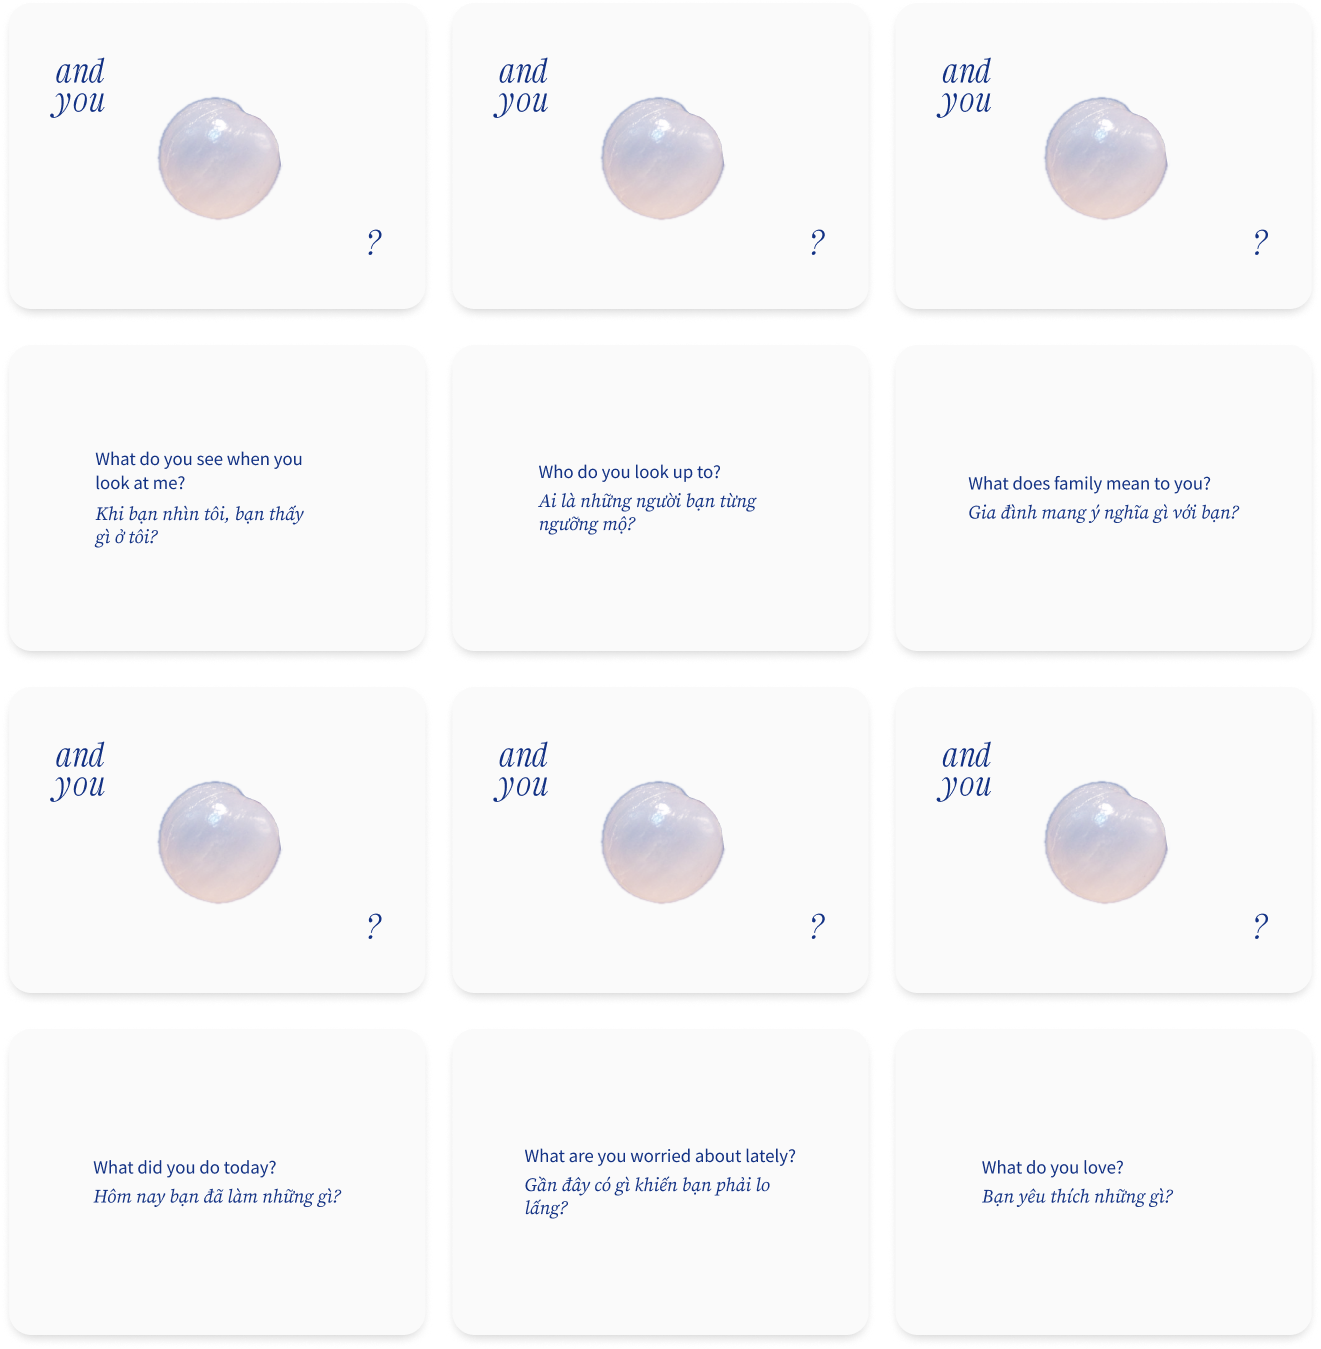 and
you
?
and
you
?
and
you
?
What do you see when you
look at me?
Khi bạn nhìn tôi, bạn thấy
gì ở tôi?
Who do you look up to?
Ai là những người bạn từng
ngưỡng mộ?
What does family mean to you?
Gia đình mang ý nghĩa gì với bạn?
and
you
?
and
you
?
and
you
?
What did you do today?
Hôm nay bạn đã làm những gì?
What are you worried about lately?
Gần đây có gì khiến bạn phải lo
lắng?
What do you love?
Bạn yêu thích những gì?